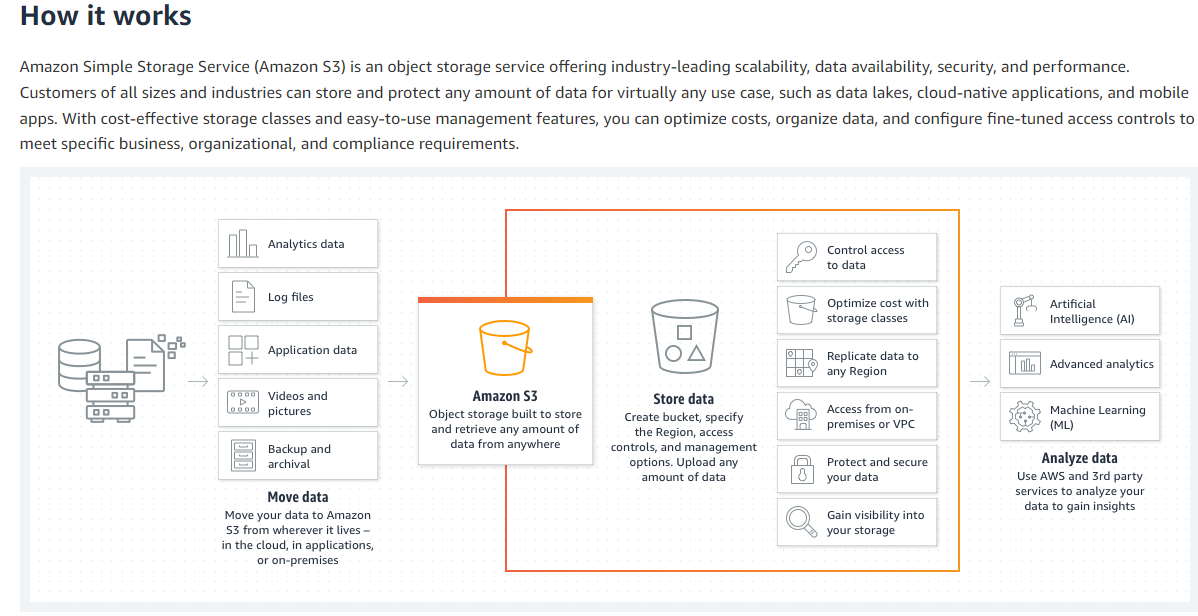 How it works
Amazon Simple Storage Service (Amazon S3) is an object storage service offering industry-leading scalability, data availability, security, and performance.
Customers of all sizes and industries can store and protect any amount of data for virtually any use case, such as data lakes, cloud-native applications, and mobile
apps. With cost-effective storage classes and easy-to-use management features, you can optimize costs, organize data, and configure fine-tuned access controls to
meet specific business, organizational, and compliance requirements.
Analytics data
Log files
Application data
Videos and
pictures
Backup and
archival
Move data
Move your data to Amazon
S3 from wherever it lives –
in the cloud, in applications,
or on-premises
Amazon S3
Object storage built to store
and retrieve any amount of
data from anywhere
Store data
Create bucket, specify
the Region, access
controls, and management
options. Upload any
amount of data
Control access
to data
Optimize cost with
storage classes
Replicate data to
any Region
Access from on-
premises or VPC
Protect and secure
your data
Gain visibility into
your storage
Artificial
Intelligence (AI)
Advanced analytics
Machine Learning
(ML)
Analyze data
Use AWS and 3rd party
services to analyze your
data to gain insights